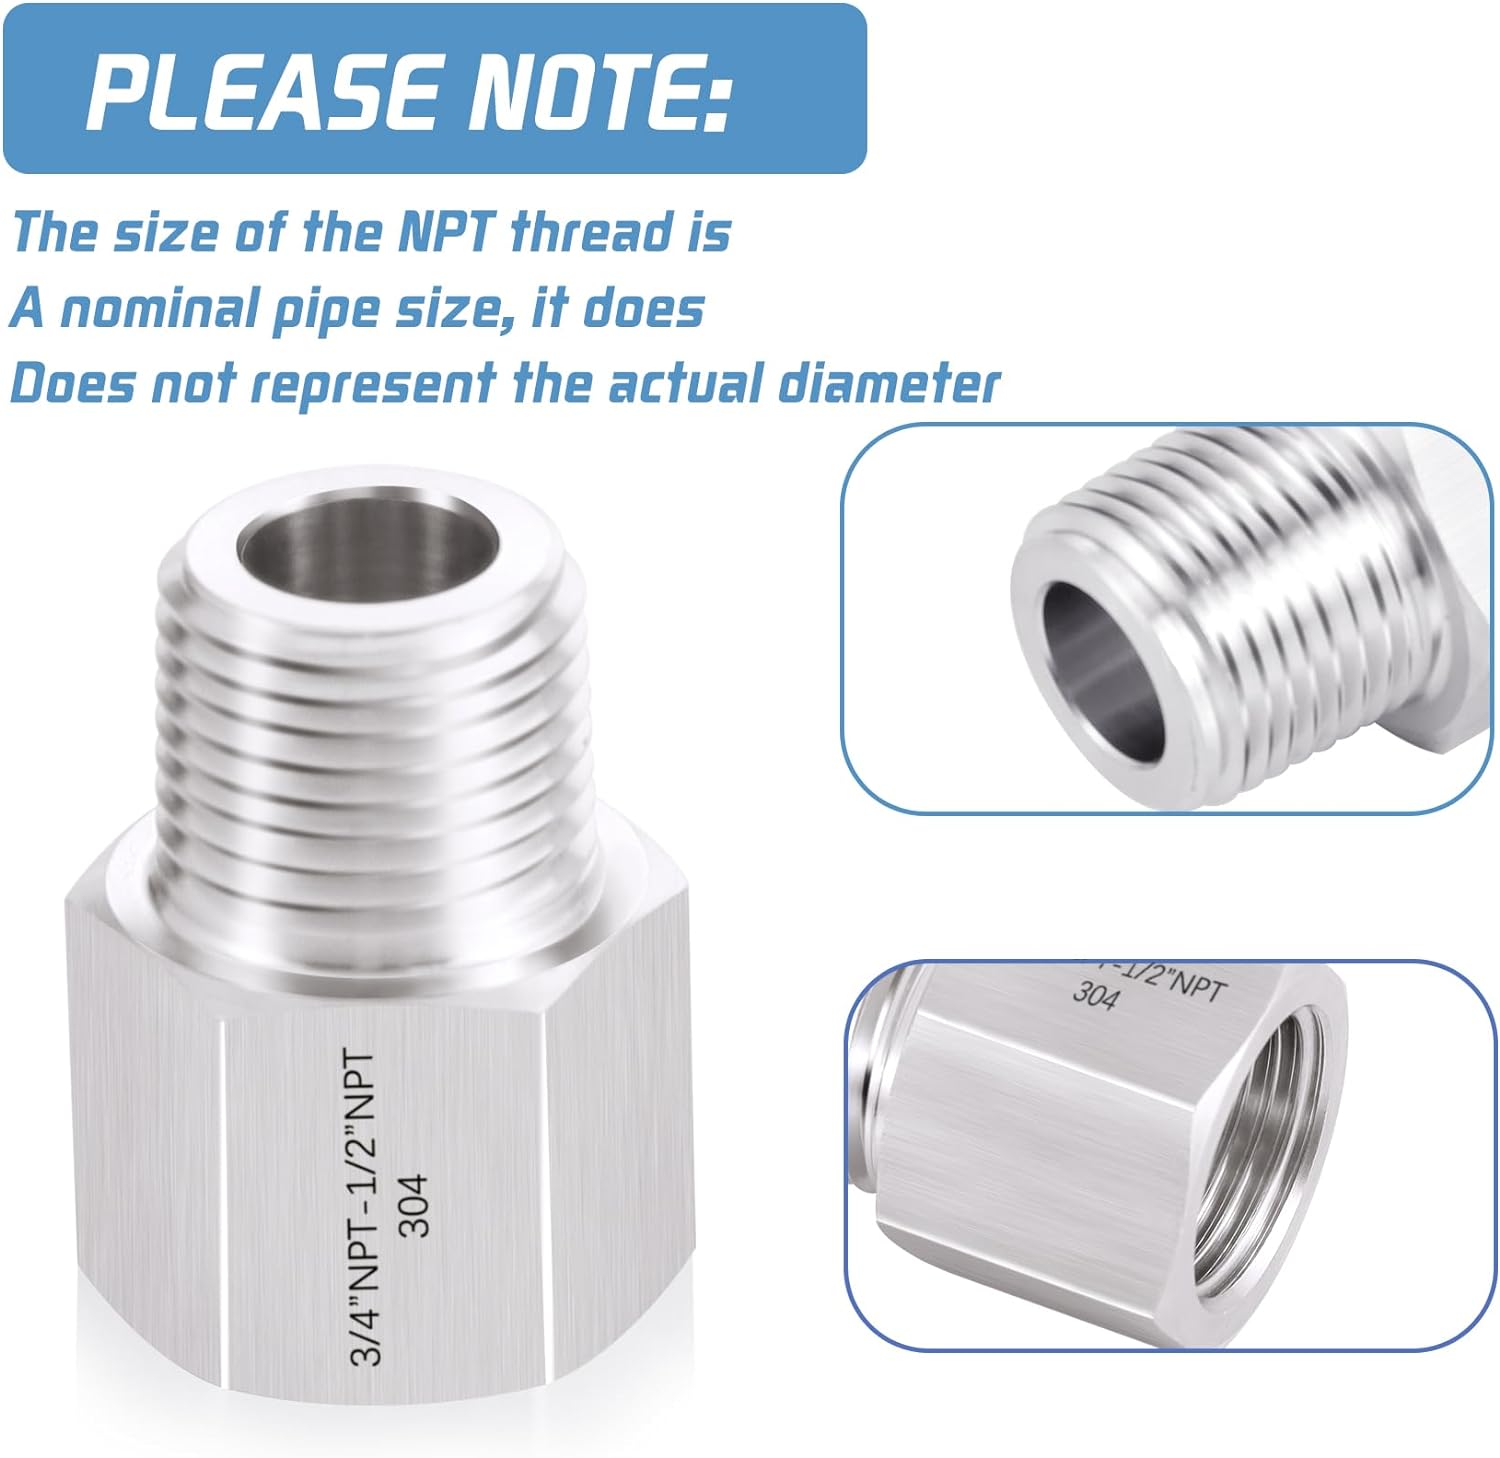 PLEASE NOTE:
The size of the NPT thread is
A nominal pipe size, it does
Does not represent the actual diameter
3/4"NPT-1/2"NPT
304
-1/2"NPT
304